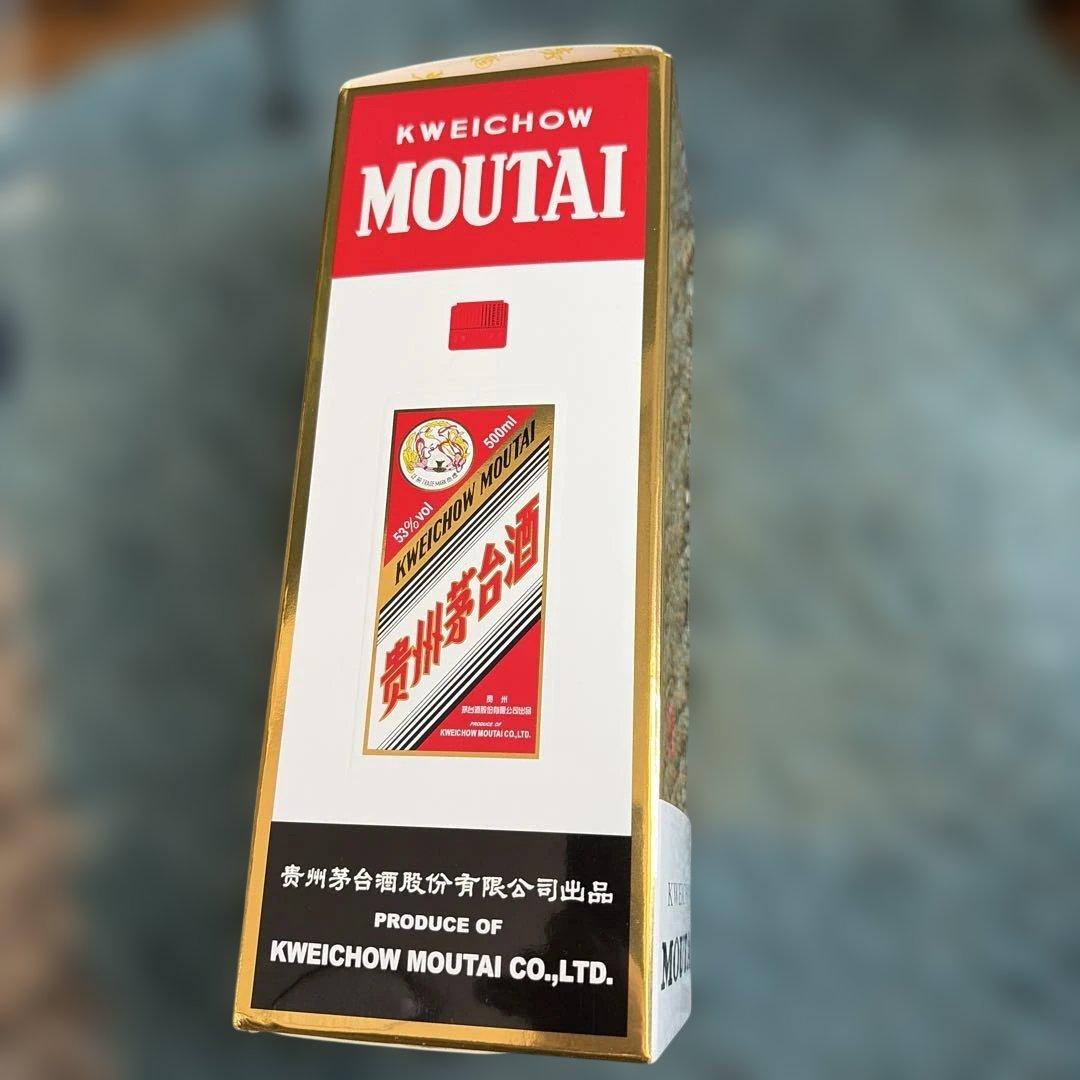 KWEICHOW
MOUTAI
500ml
53%vol
KWEICHOW MOUTAI
贵州茅台酒
贵 州
茅台酒股份有限公司出品
PRODUCE OF
KWEICHOW MOUTAI CO.,LTD.
贵州茅台酒股份有限公司出品
PRODUCE OF
KWEICHOW MOUTAI CO.,LTD.